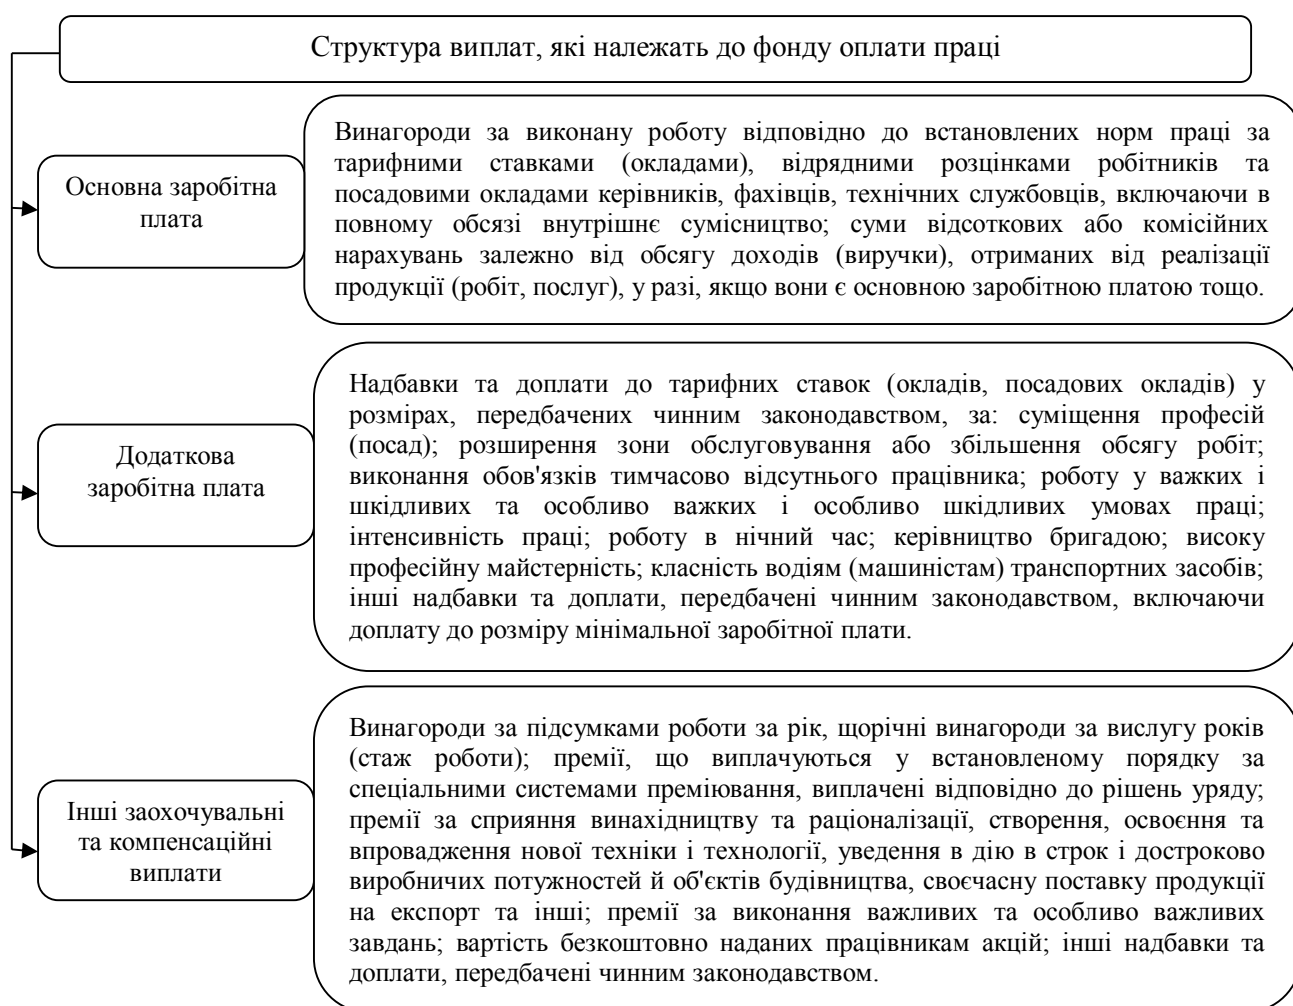 Структура виплат, які належать до фонду оплати праці
Основна заробітна
плата
Винагороди за виконану роботу відповідно до встановлених норм праці за
тарифними ставками (окладами), відрядними розцінками робітників та
посадовими окладами керівників, фахівців, технічних службовців, включаючи в
повному обсязі внутрішнє сумісництво; суми відсоткових або комісійних
нарахувань залежно від обсягу доходів (виручки), отриманих від реалізації
продукції (робіт, послуг), у разі, якщо вони є основною заробітною платою тощо.
Додаткова
заробітна плата
Надбавки та доплати до тарифних ставок (окладів, посадових окладів) у
розмірах, передбачених чинним законодавством, за: суміщення професій
(посад); розширення зони обслуговування або збільшення обсягу робіт;
виконання обов'язків тимчасово відсутнього працівника; роботу у важких і
шкідливих та особливо важких і особливо шкідливих умовах праці;
інтенсивність праці; роботу в нічний час; керівництво бригадою; високу
професійну майстерність; класність водіям (машиністам) транспортних засобів;
інші надбавки та доплати, передбачені чинним законодавством, включаючи
доплату до розміру мінімальної заробітної плати.
Інші заохочувальні
та компенсаційні
виплати
Винагороди за підсумками роботи за рік, щорічні винагороди за вислугу років
(стаж роботи); премії, що виплачуються у встановленому порядку за
спеціальними системами преміювання, виплачені відповідно до рішень уряду;
премії за сприяння винахідництву та раціоналізації, створення, освоєння та
впровадження нової техніки і технології, уведення в дію в строк і достроково
виробничих потужностей й об'єктів будівництва, своєчасну поставку продукції
на експорт та інші; премії за виконання важливих та особливо важливих
завдань; вартість безкоштовно наданих працівникам акцій; інші надбавки та
доплати, передбачені чинним законодавством.